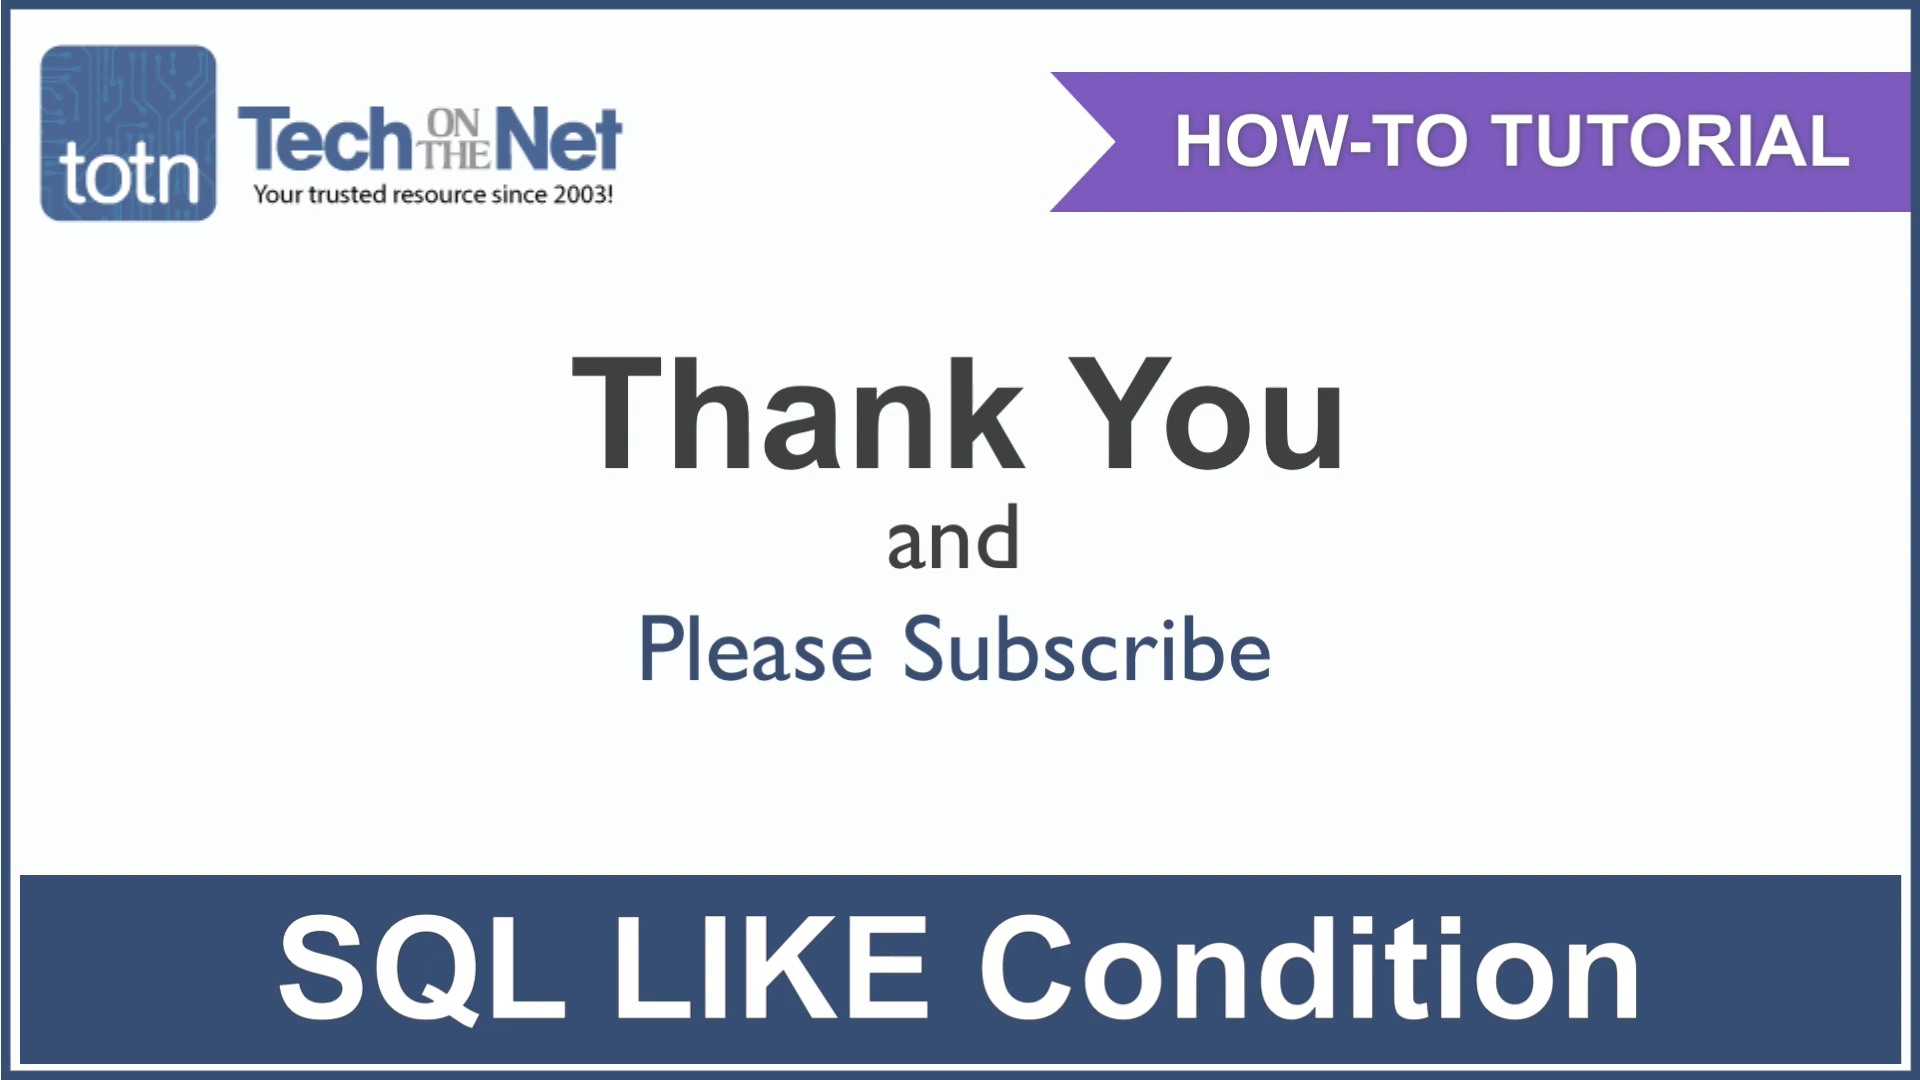 totn
Tech ON THE Net
Your trusted resource since 2003!
HOW-TO TUTORIAL
Thank You
and
Please Subscribe
SQL LIKE Condition